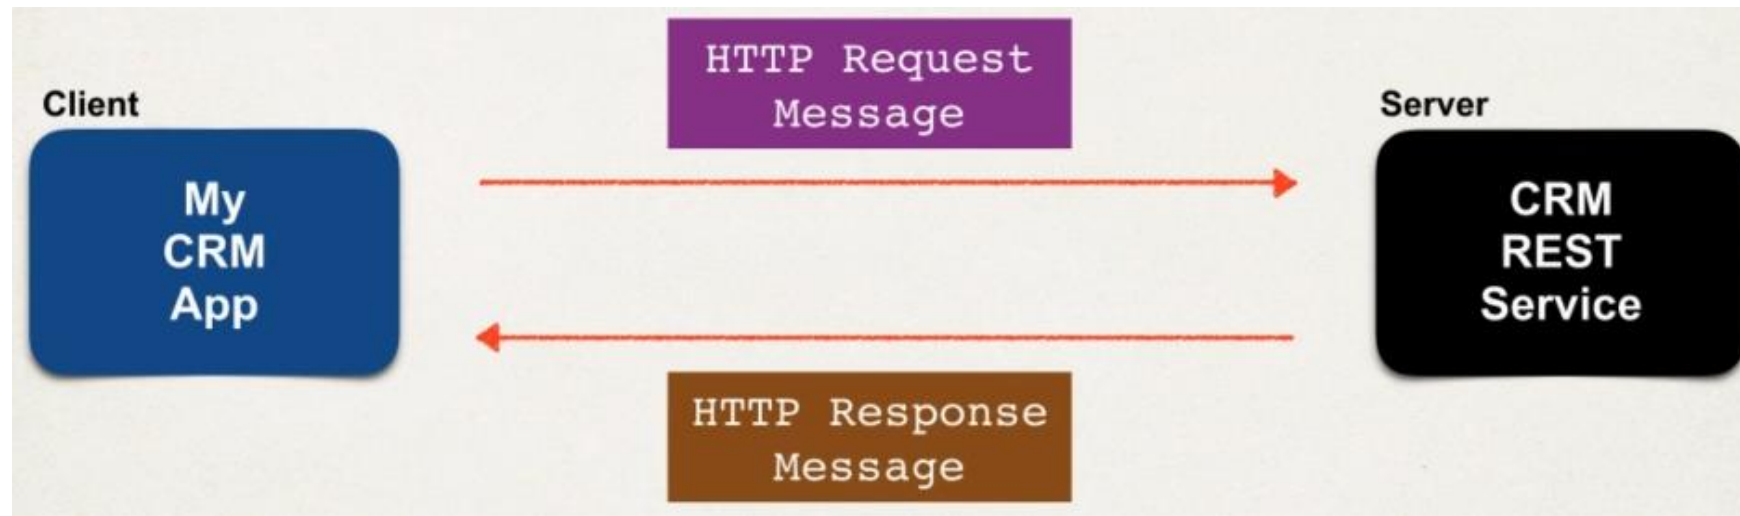 HTTP Request
Message
Client
Server
My
CRM
App
CRM
REST
Service
HTTP Response
Message